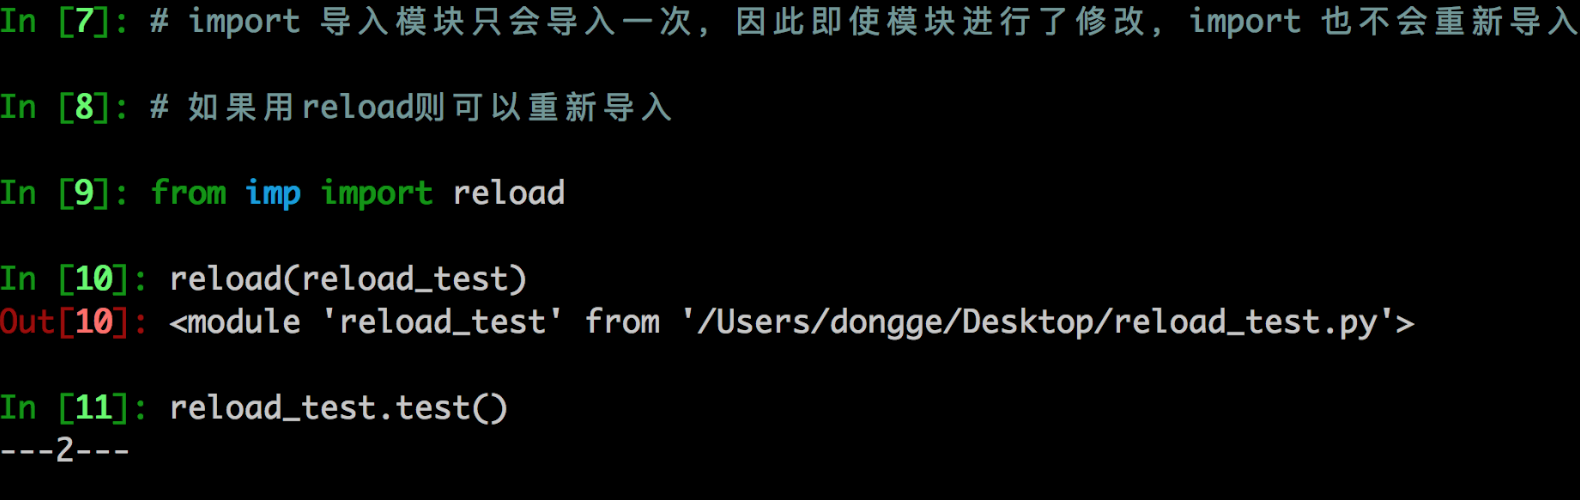 In [7]: # import 导入模块只会导入一次，因此即使模块进行了修改，import 也不会重新导入
In [8]: # 如果用reload则可以重新导入
In [9]: from imp import reload
In [10]: reload(reload_test)
Out[10]: <module 'reload_test' from '/Users/dongge/Desktop/reload_test.py'>
In [11]: reload_test.test()
---2---